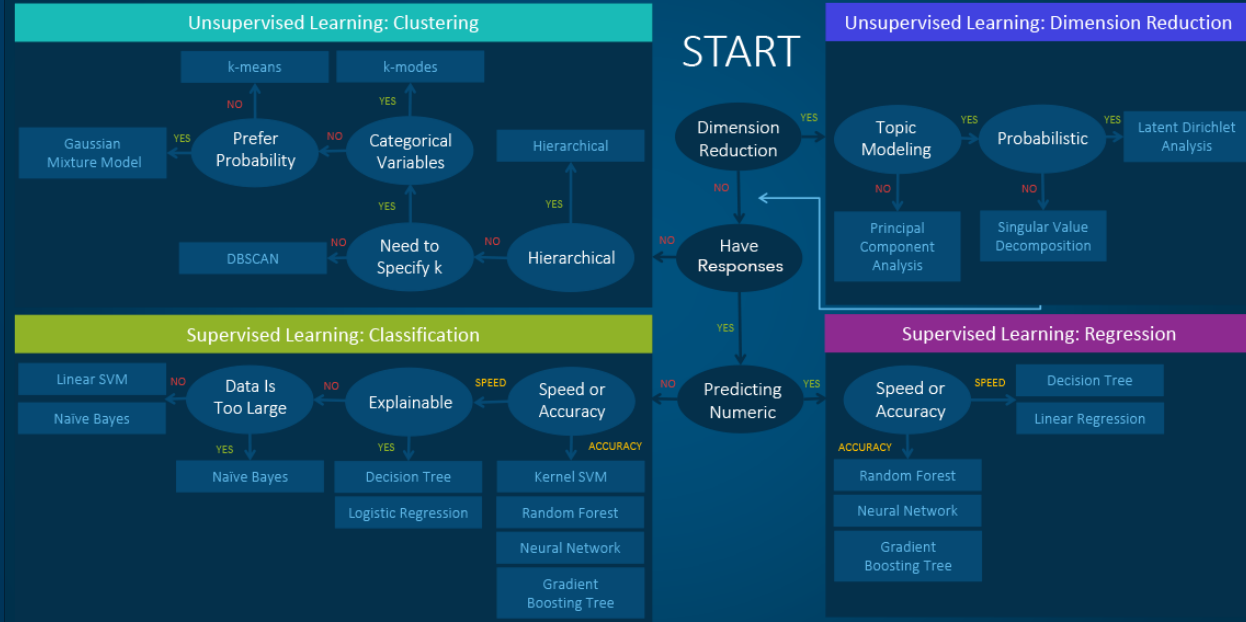 Unsupervised Learning: Clustering
k-means
k-modes
NO
YES
Gaussian
Mixture Model
YES
Prefer
Probability
NO
Categorical
Variables
Hierarchical
YES
YES
DBSCAN
NO
Need to
Specify k
NO
Hierarchical
START
Dimension
Reduction
YES
NO
NO
Have
Responses
YES
NO
Predicting
Numeric
YES
Unsupervised Learning: Dimension Reduction
Topic
Modeling
YES
Probabilistic
YES
Latent Dirichlet
Analysis
NO
NO
Principal
Component
Analysis
Singular Value
Decomposition
Supervised Learning: Classification
Linear SVM
Naïve Bayes
NO
Data Is
Too Large
NO
Explainable
SPEED
Speed or
Accuracy
YES
YES
ACCURACY
Naïve Bayes
Decision Tree
Logistic Regression
Kernel SVM
Random Forest
Neural Network
Gradient
Boosting Tree
Supervised Learning: Regression
Speed or
Accuracy
SPEED
Decision Tree
Linear Regression
ACCURACY
Random Forest
Neural Network
Gradient
Boosting Tree